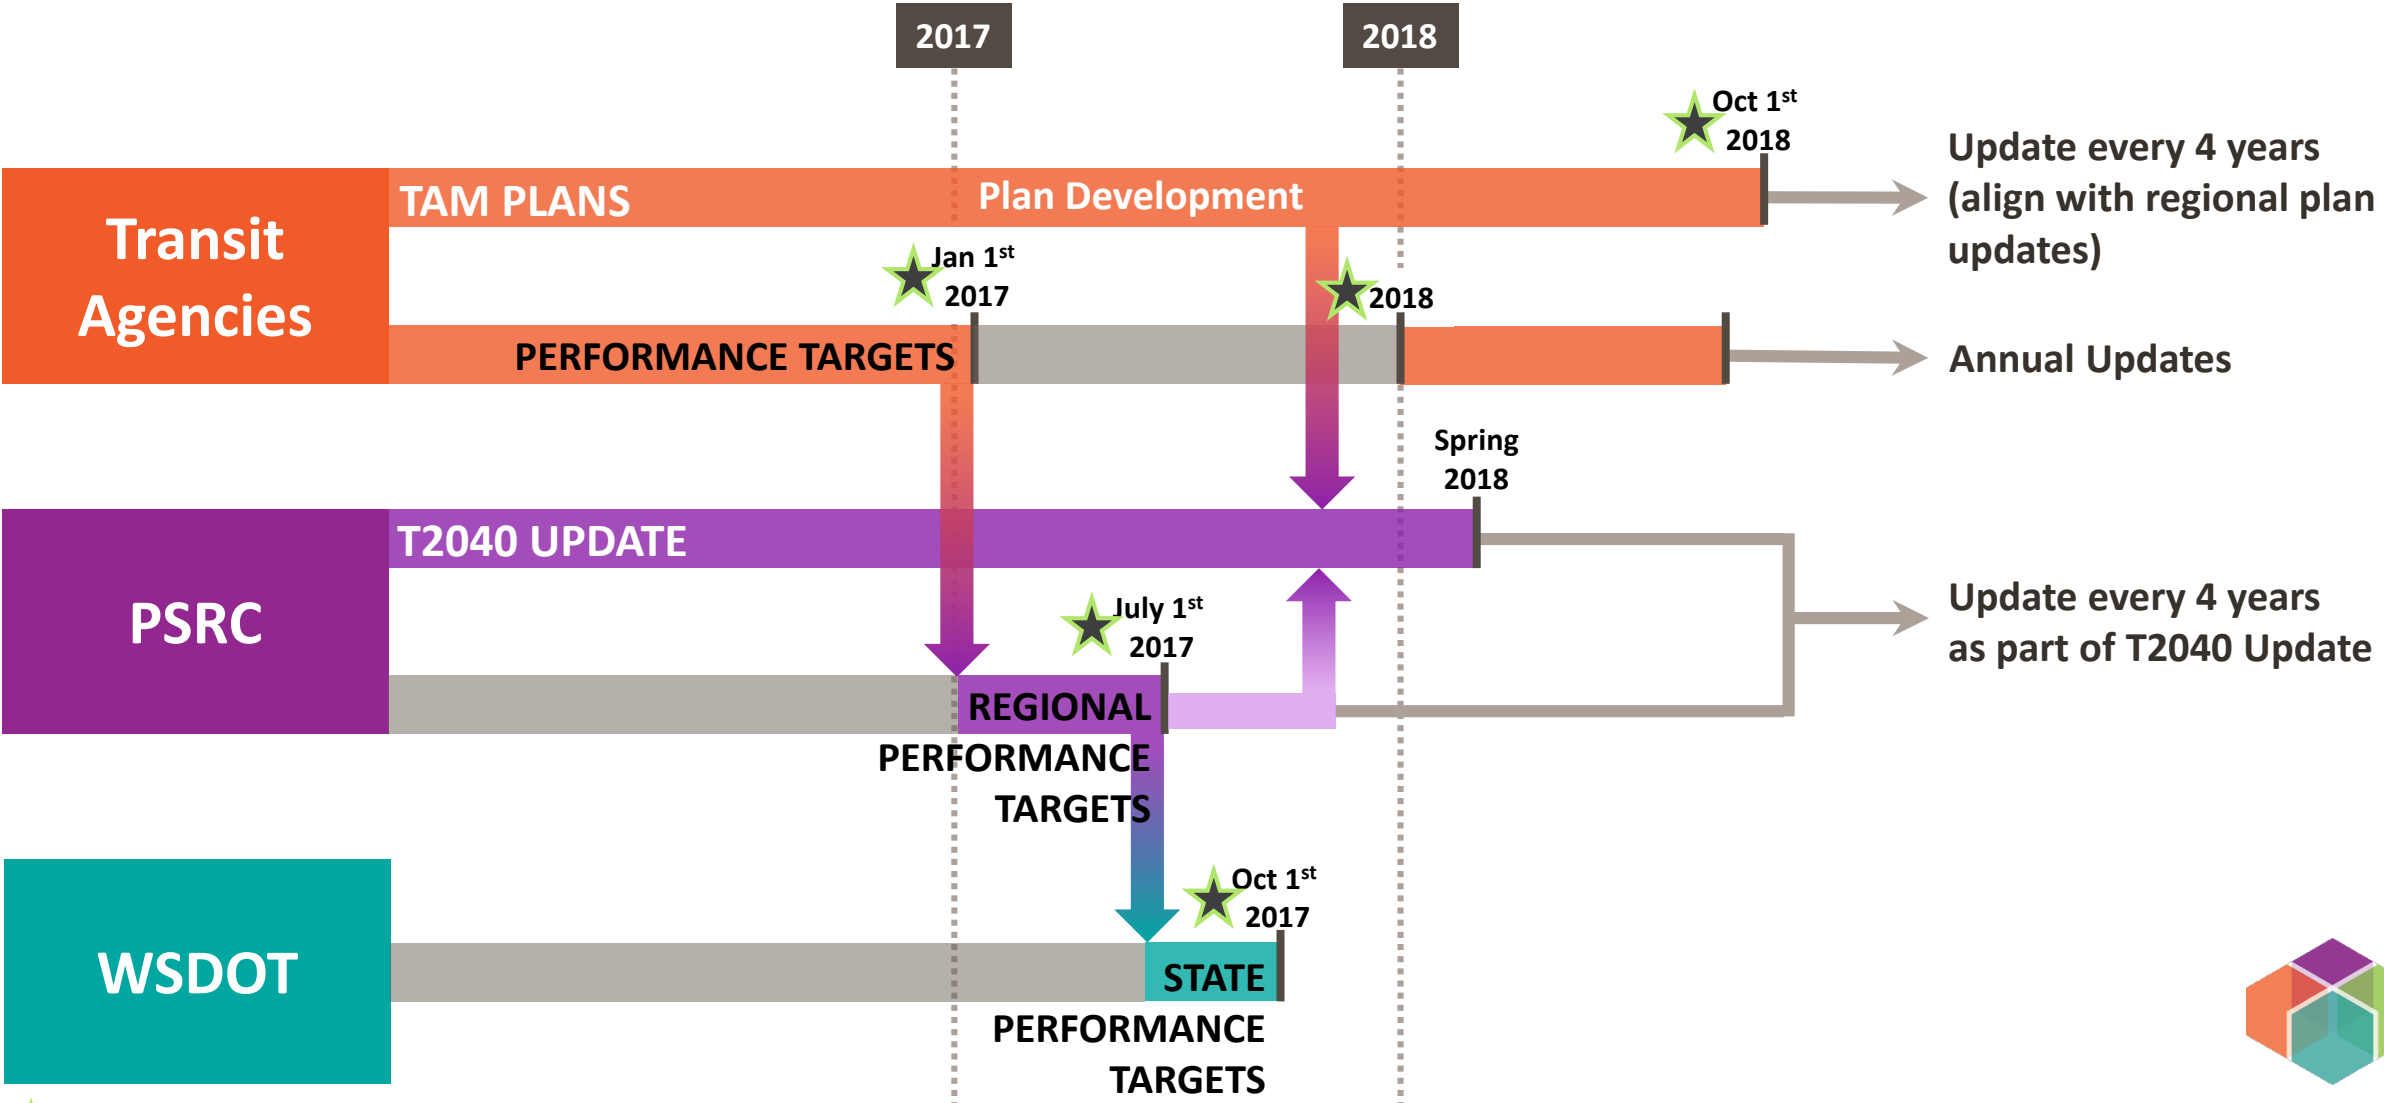 2017
2018
Oct 1st
2018
Update every 4 years
(align with regional plan
updates)
Transit
Agencies
TAM PLANS
Plan Development
Jan 1st
2017
2018
PERFORMANCE TARGETS
Annual Updates
Spring
2018
PSRC
T2040 UPDATE
July 1st
2017
Update every 4 years
as part of T2040 Update
REGIONAL
PERFORMANCE
TARGETS
WSDOT
Oct 1st
2017
STATE
PERFORMANCE
TARGETS